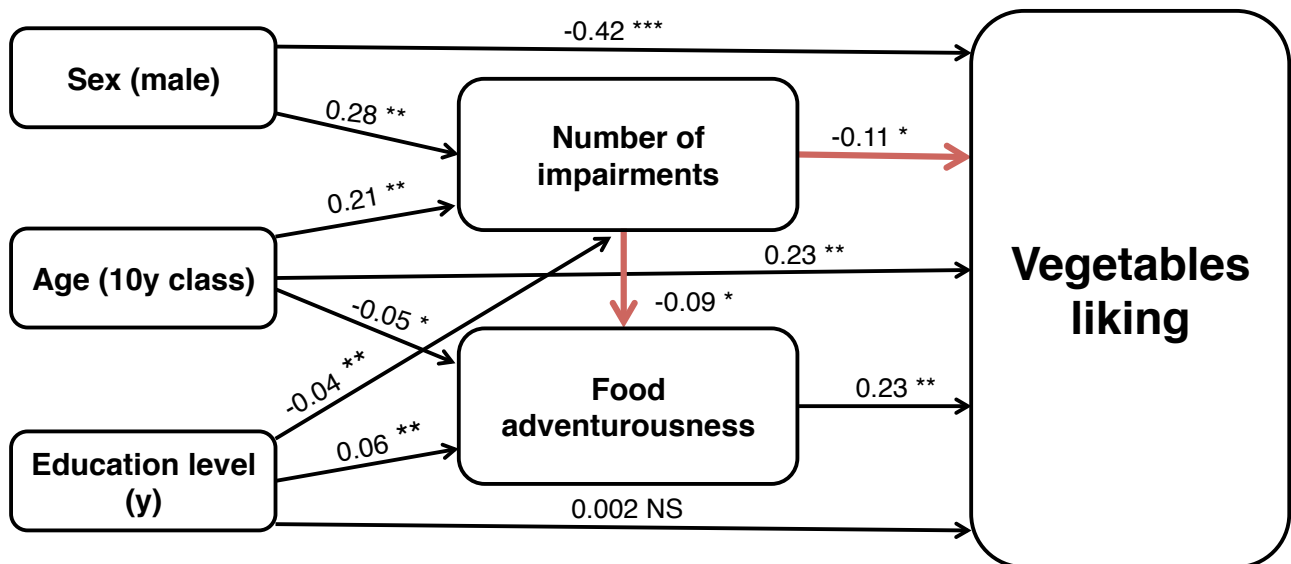 -0.42 ***
Sex (male)
0.28 **
Number of
impairments
-0.11 *
0.21 **
Age (10y class)
0.23 **
-0.05 *
-0.09 *
Vegetables
liking
-0.04 **
Food
adventurousness
0.23 **
Education level
(y)
0.06 **
0.002 NS